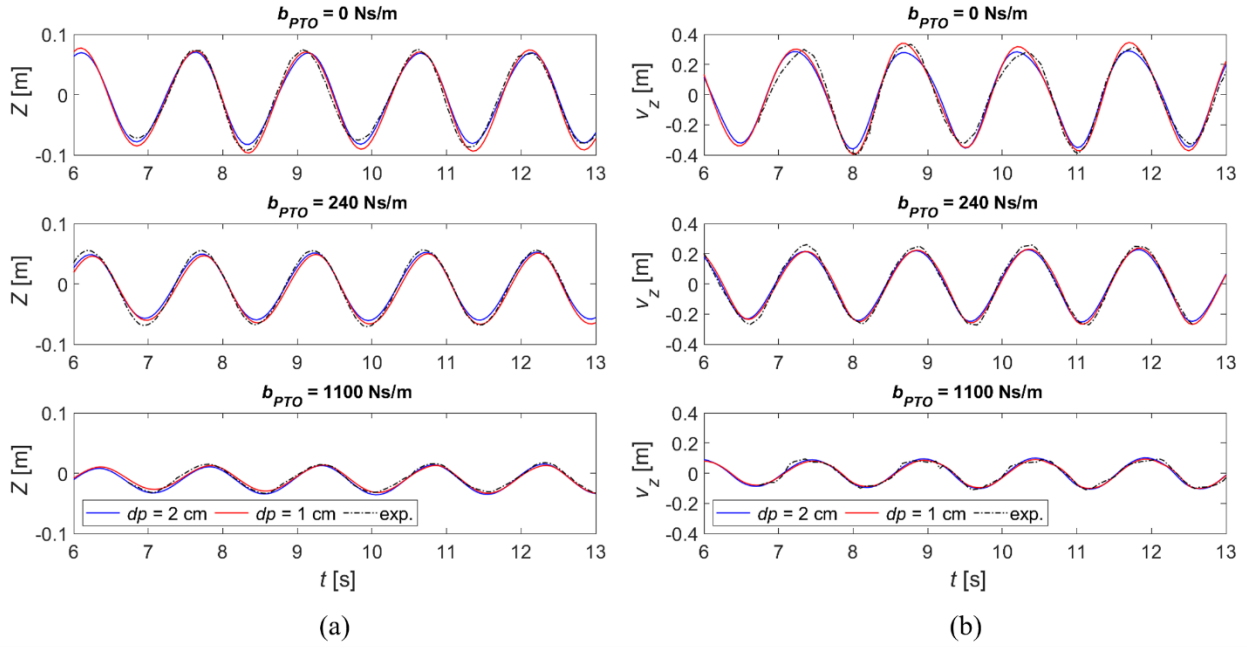 b_PTO = 0 Ns/m
0.1
0
-0.1
Z [m]
6 7 8 9 10 11 12 13
b_PTO = 240 Ns/m
0.1
0
-0.1
Z [m]
6 7 8 9 10 11 12 13
b_PTO = 1100 Ns/m
0.1
0
-0.1
Z [m]
dp = 2 cm dp = 1 cm exp.
6 7 8 9 10 11 12 13
t [s]
(a)
b_PTO = 0 Ns/m
0.4
0.2
0
-0.2
-0.4
v_z [m]
6 7 8 9 10 11 12 13
b_PTO = 240 Ns/m
0.4
0.2
0
-0.2
-0.4
v_z [m]
6 7 8 9 10 11 12 13
b_PTO = 1100 Ns/m
0.4
0.2
0
-0.2
-0.4
v_z [m]
dp = 2 cm dp = 1 cm exp.
6 7 8 9 10 11 12 13
t [s]
(b)